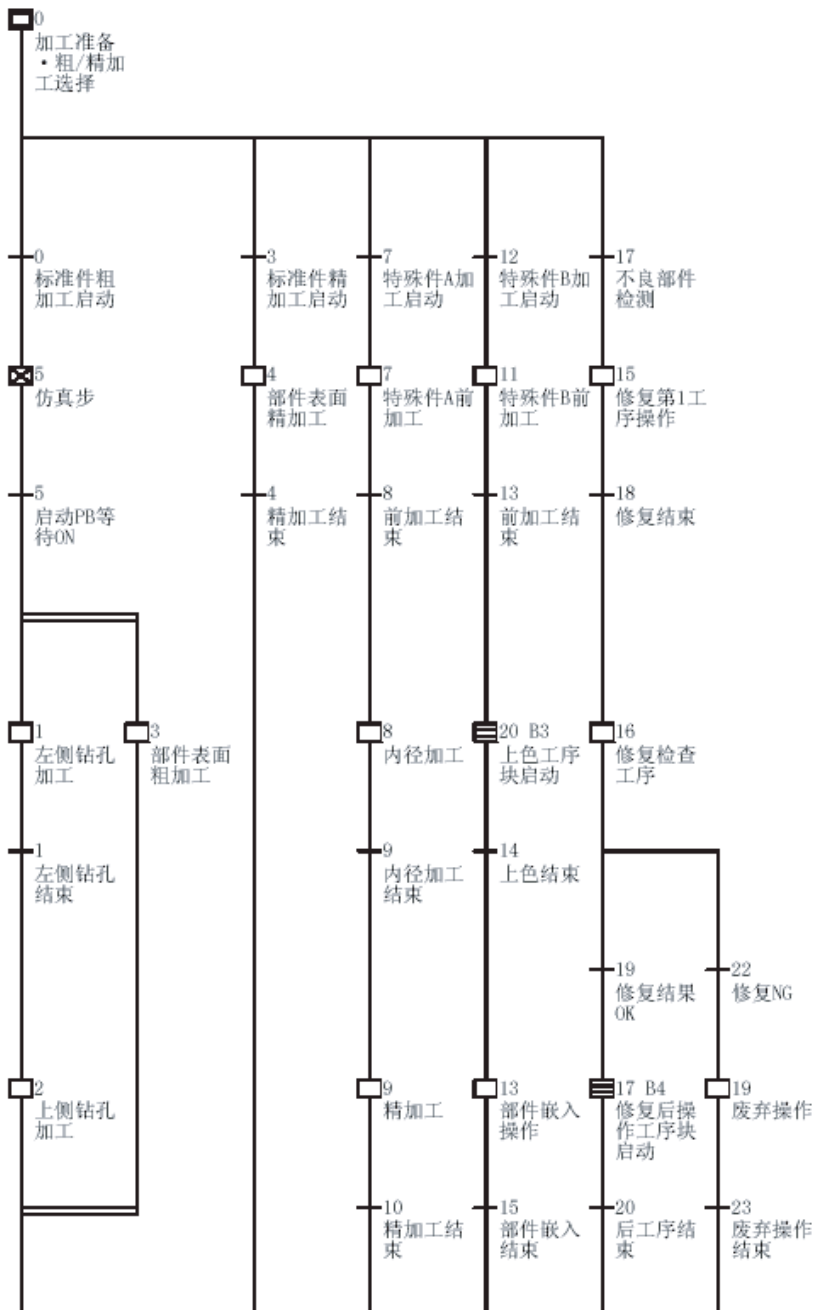 0
加工准备
·粗/精加
工选择
0
标准件粗
加工启动
3
标准件精
加工启动
7
特殊件A加
工启动
12
特殊件B加
工启动
17
不良部件
检测
5
仿真步
4
部件表面
精加工
7
特殊件A前
加工
11
特殊件B前
加工
15
修复第1工
序操作
5
启动PB等
待ON
4
精加工结
束
8
前加工结
束
13
前加工结
束
18
修复结束
1
左侧钻孔
加工
3
部件表面
粗加工
8
内径加工
20 B3
上色工序
块启动
16
修复检查
工序
1
左侧钻孔
结束
9
内径加工
结束
14
上色结束
19
修复结果
OK
22
修复NG
2
上侧钻孔
加工
9
精加工
13
部件嵌入
操作
17 B4
修复后操
作工序块
启动
19
废弃操作
10
精加工结
束
15
部件嵌入
结束
20
后工序结
束
23
废弃操作
结束